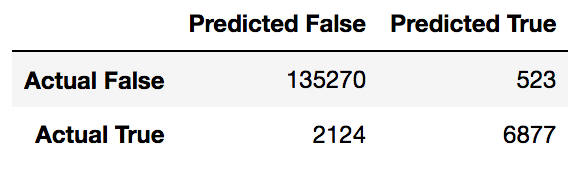 Predicted False Predicted True
Actual False 135270 523
Actual True 2124 6877